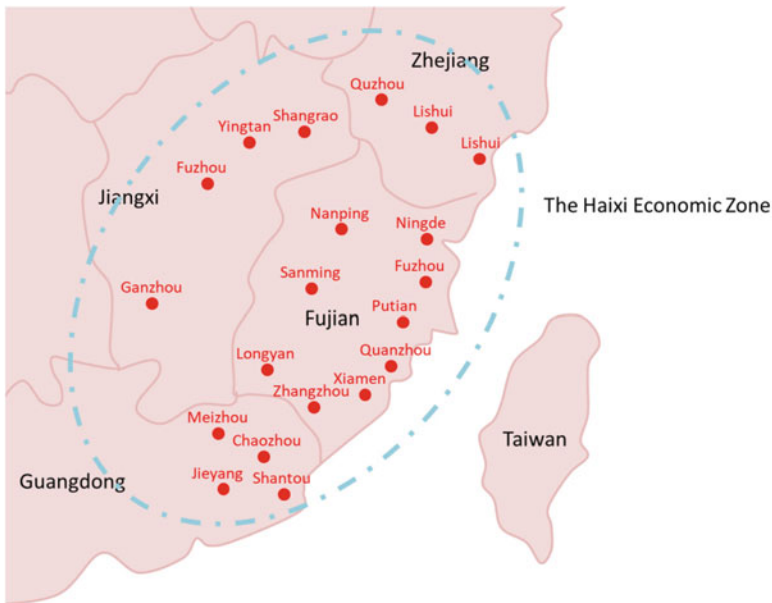 Zhejiang
Quzhou
Shangrao
Lishui
Yingtan
Lishui
Fuzhou
Jiangxi
The Haixi Economic Zone
Nanping
Ningde
Fuzhou
Sanming
Ganzhou
Putian
Fujian
Quanzhou
Longyan
Xiamen
Zhangzhou
Meizhou
Chaozhou
Taiwan
Jieyang
Shantou
Guangdong